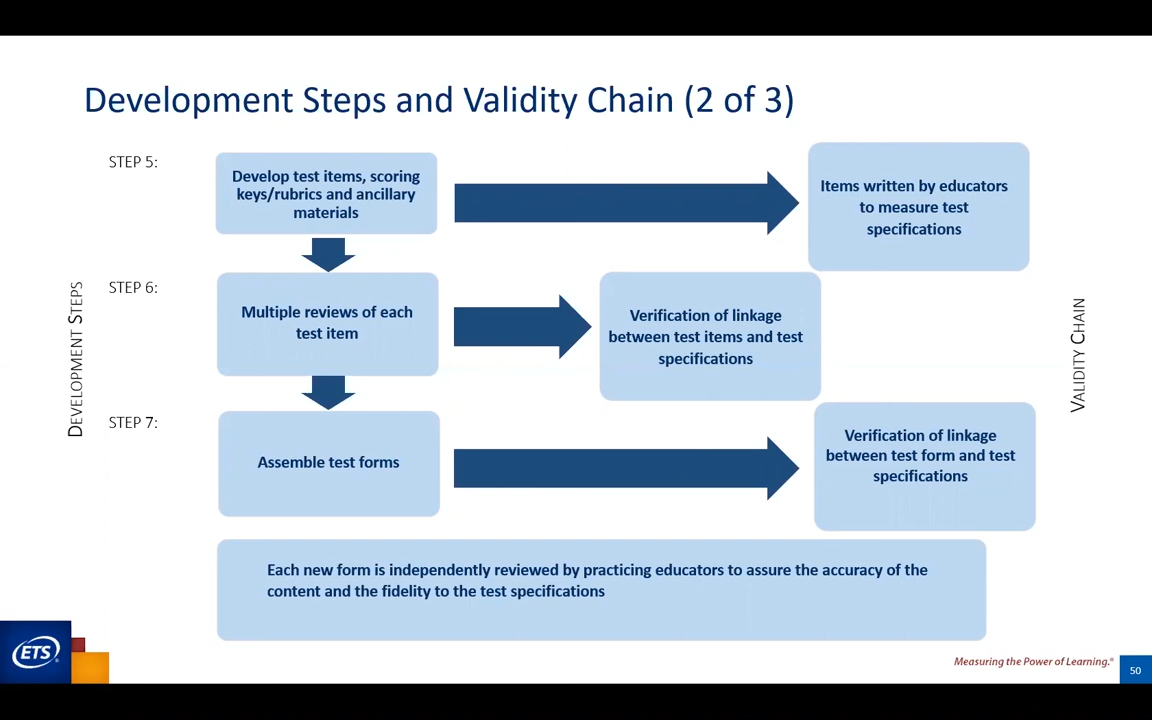 Development Steps and Validity Chain (2 of 3)
STEP 5:
Develop test items, scoring
keys/rubrics and ancillary
materials
Items written by educators
to measure test
specifications
STEP 6:
Multiple reviews of each
test item
Verification of linkage
between test items and test
specifications
DEVELOPMENT STEPS
VALIDITY CHAIN
STEP 7:
Assemble test forms
Verification of linkage
between test form and test
specifications
Each new form is independently reviewed by practicing educators to assure the accuracy of the
content and the fidelity to the test specifications
ETS®
Measuring the Power of Learning.®
50